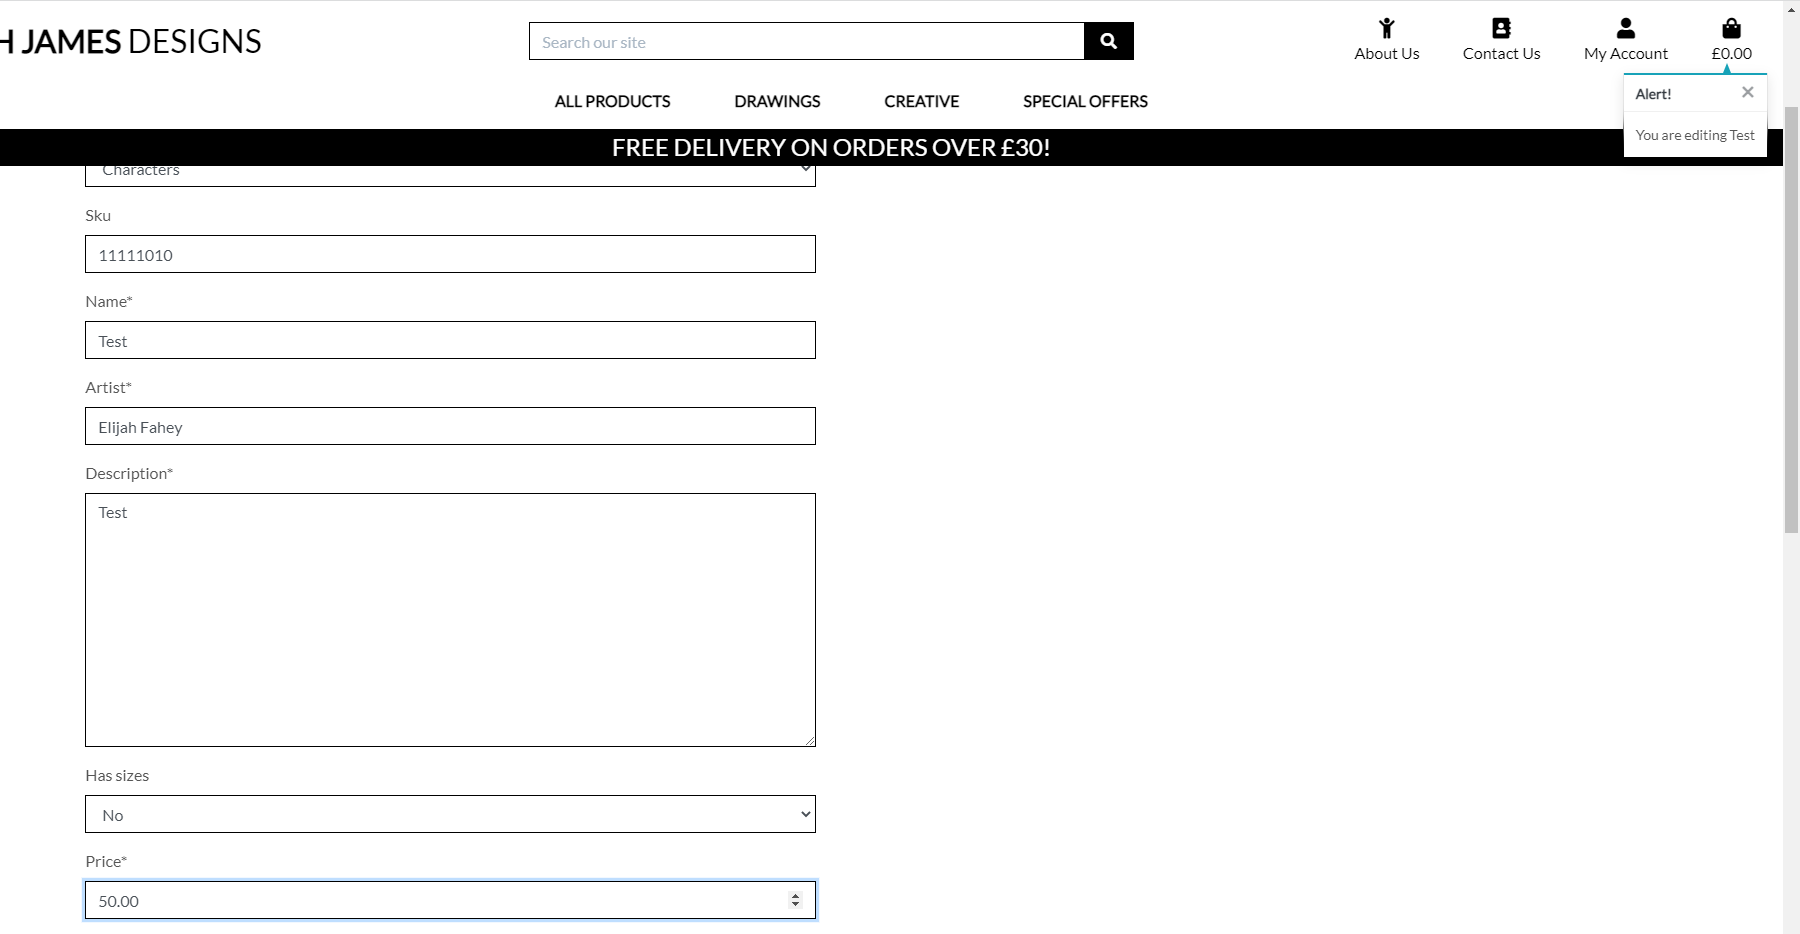 H JAMES DESIGNS
Search our site
About Us
Contact Us
My Account
£0.00
ALL PRODUCTS
DRAWINGS
CREATIVE
SPECIAL OFFERS
Alert!
You are editing Test
FREE DELIVERY ON ORDERS OVER £30!
Characters
Sku
11111010
Name*
Test
Artist*
Elijah Fahey
Description*
Test
Has sizes
No
Price*
50.00